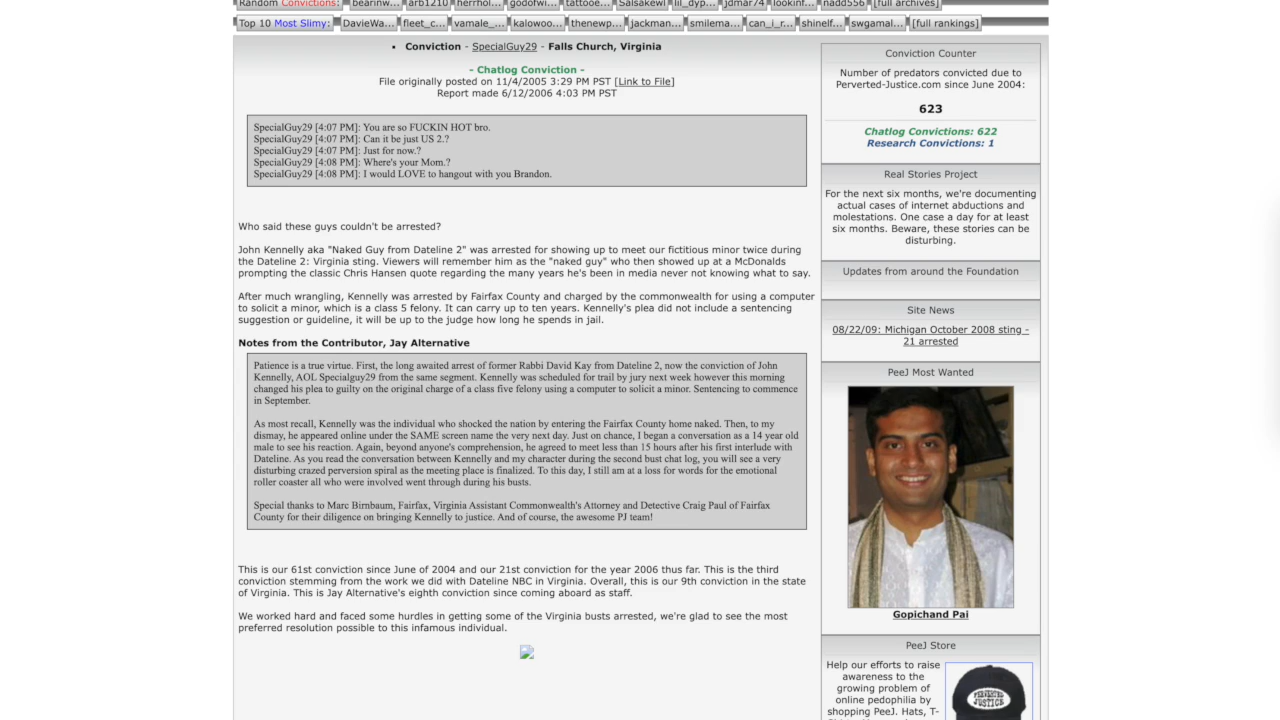 Random Convictions: bearinw... arb1210 herrhol... godofwi... tattooe... Salsakewl lil_dyp... jdmar74 lookinf... nadd556 [full archives]
Top 10 Most Slimy: DavieWa... fleet_c... vamale_... kalowoo... thenewp... jackman... smilema... can_i_r... shinelf... swgamal... [full rankings]
• Conviction - SpecialGuy29 - Falls Church, Virginia
- Chatlog Conviction -
File originally posted on 11/4/2005 3:29 PM PST [Link to File]
Report made 6/12/2006 4:03 PM PST
SpecialGuy29 [4:07 PM]: You are so FUCKIN HOT bro.
SpecialGuy29 [4:07 PM]: Can it be just US 2.?
SpecialGuy29 [4:07 PM]: Just for now.?
SpecialGuy29 [4:08 PM]: Where's your Mom.?
SpecialGuy29 [4:08 PM]: I would LOVE to hangout with you Brandon.
Who said these guys couldn't be arrested?
John Kennelly aka "Naked Guy from Dateline 2" was arrested for showing up to meet our fictitious minor twice during
the Dateline 2: Virginia sting. Viewers will remember him as the "naked guy" who then showed up at a McDonalds
prompting the classic Chris Hansen quote regarding the many years he's been in media never not knowing what to say.
After much wrangling, Kennelly was arrested by Fairfax County and charged by the commonwealth for using a computer
to solicit a minor, which is a class 5 felony. It can carry up to ten years. Kennelly's plea did not include a sentencing
suggestion or guideline, it will be up to the judge how long he spends in jail.
Notes from the Contributor, Jay Alternative
Patience is a true virtue. First, the long awaited arrest of former Rabbi David Kay from Dateline 2, now the conviction of John
Kennelly, AOL Specialguy29 from the same segment. Kennelly was scheduled for trail by jury next week however this morning
changed his plea to guilty on the original charge of a class five felony using a computer to solicit a minor. Sentencing to commence
in September.
As most recall, Kennelly was the individual who shocked the nation by entering the Fairfax County home naked. Then, to my
dismay, he appeared online under the SAME screen name the very next day. Just on chance, I began a conversation as a 14 year old
male to see his reaction. Again, beyond anyone's comprehension, he agreed to meet less than 15 hours after his first interlude with
Dateline. As you read the conversation between Kennelly and my character during the second bust chat log, you will see a very
disturbing crazed perversion spiral as the meeting place is finalized. To this day, I still am at a loss for words for the emotional
roller coaster all who were involved went through during his busts.
Special thanks to Marc Birnbaum, Fairfax, Virginia Assistant Commonwealth's Attorney and Detective Craig Paul of Fairfax
County for their diligence on bringing Kennelly to justice. And of course, the awesome PJ team!
This is our 61st conviction since June of 2004 and our 21st conviction for the year 2006 thus far. This is the third
conviction stemming from the work we did with Dateline NBC in Virginia. Overall, this is our 9th conviction in the state
of Virginia. This is Jay Alternative's eighth conviction since coming aboard as staff.
We worked hard and faced some hurdles in getting some of the Virginia busts arrested, we're glad to see the most
preferred resolution possible to this infamous individual.
Conviction Counter
Number of predators convicted due to
Perverted-Justice.com since June 2004:
623
Chatlog Convictions: 622
Research Convictions: 1
Real Stories Project
For the next six months, we're documenting
actual cases of internet abductions and
molestations. One case a day for at least
six months. Beware, these stories can be
disturbing.
Updates from around the Foundation
Site News
08/22/09: Michigan October 2008 sting -
21 arrested
PeeJ Most Wanted
Gopichand Pai
PeeJ Store
Help our efforts to raise
awareness to the
growing problem of
online pedophilia by
shopping PeeJ. Hats, T-
PERVERTED
JUSTICE